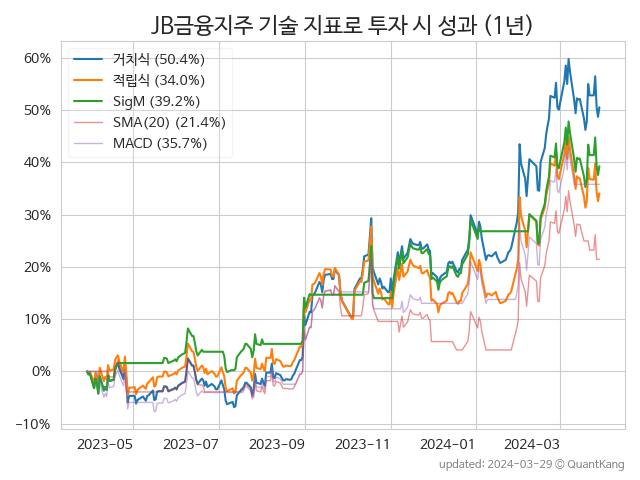 JB금융지주 기술 지표로 투자 시 성과 (1년)
60%
50%
40%
30%
20%
10%
0%
−10%
거치식 (50.4%)
적립식 (34.0%)
SigM (39.2%)
SMA(20) (21.4%)
MACD (35.7%)
2023-05 2023-07 2023-09 2023-11 2024-01 2024-03
updated: 2024-03-29 © QuantKang